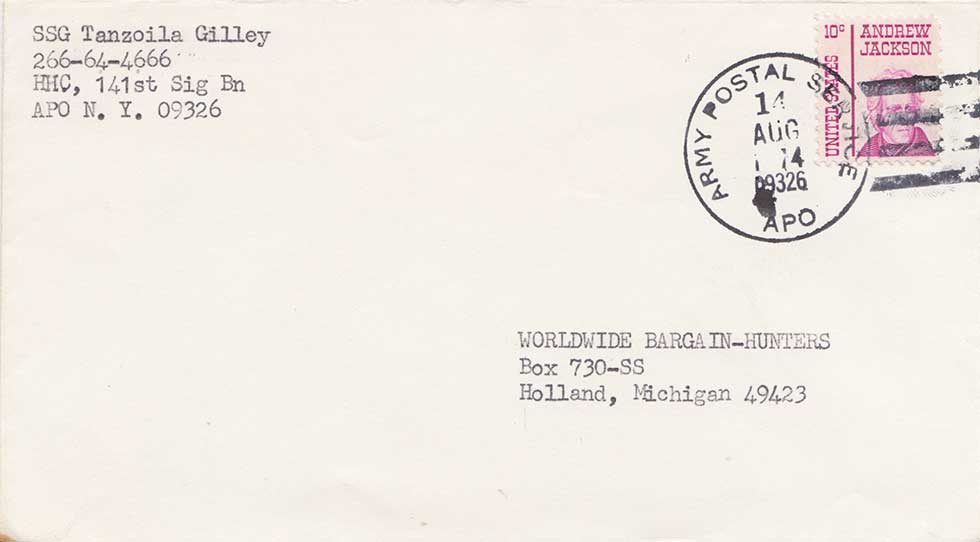 SSG Tanzoila Gilley
266-64-4666
HHC, 141st Sig Bn
APO N. Y. 09326
10c ANDREW
JACKSON
UNITED STATES
ARMY POSTAL SERVICE
14
AUG
09326
APO
WORLDWIDE BARGAIN-HUNTERS
Box 730-SS
Holland, Michigan 49423